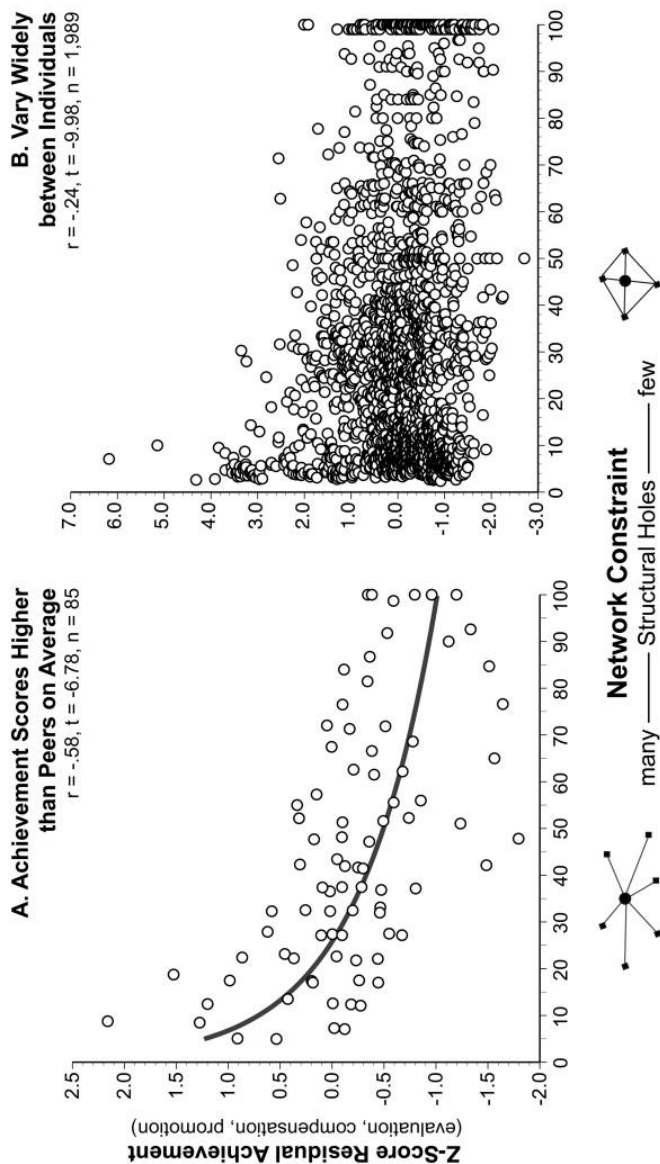 A. Achievement Scores Higher
than Peers on Average
r = -.58, t = -6.78, n = 85
Z-Score Residual Achievement
(evaluation, compensation, promotion)
2.5
2.0
1.5
1.0
0.5
0.0
-0.5
-1.0
-1.5
-2.0
0 10 20 30 40 50 60 70 80 90 100
B. Vary Widely
between Individuals
r = -.24, t = -9.98, n = 1,989
7.0
6.0
5.0
4.0
3.0
2.0
1.0
0.0
-1.0
-2.0
-3.0
0 10 20 30 40 50 60 70 80 90 100
Network Constraint
many —— Structural Holes —— few